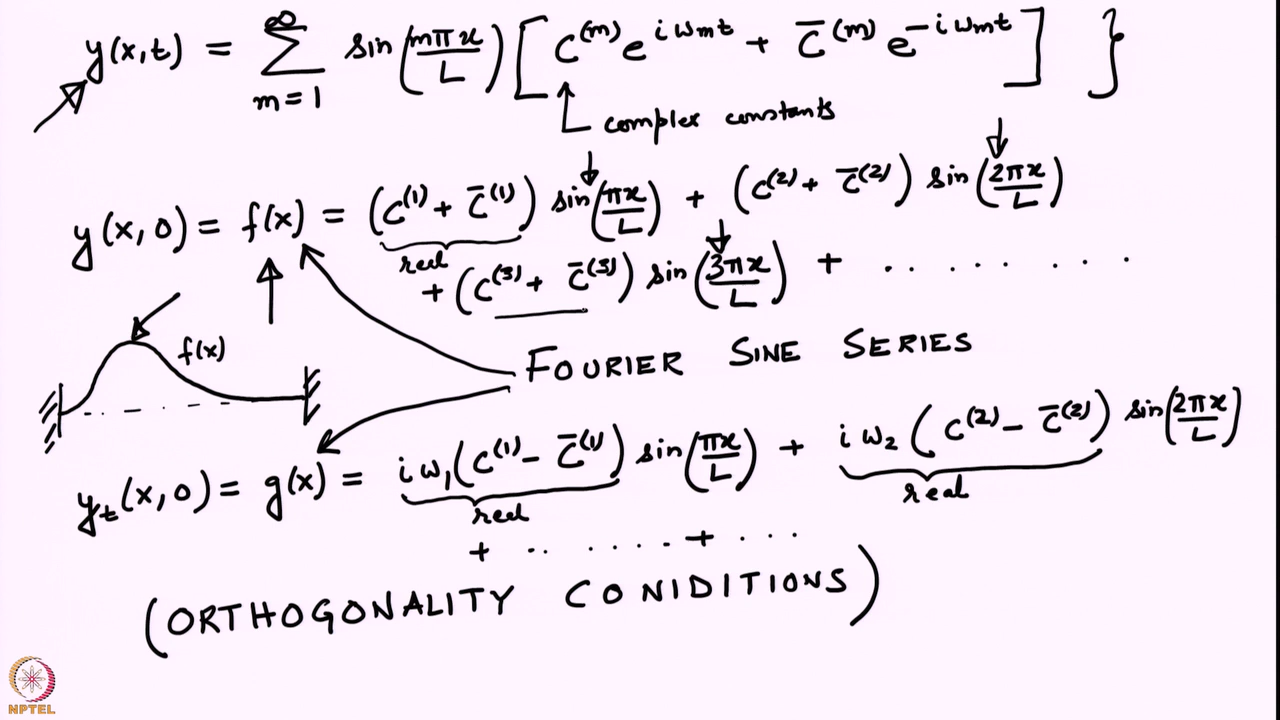 y(x,t) = ∑_{m=1}^{∞} sin(mπx/L) [ C^{(m)} e^{iω_m t} + C̄^{(m)} e^{-iω_m t} ] }
complex constants
y(x,0) = f(x) = (C^{(1)} + C̄^{(1)}) sin(πx/L) + (C^{(2)} + C̄^{(2)}) sin(2πx/L)
real
+ (C^{(3)} + C̄^{(3)}) sin(3πx/L) + . . . . . . . . .
f(x)
FOURIER SINE SERIES
y_t(x,0) = g(x) = iω_1(C^{(1)} - C̄^{(1)}) sin(πx/L) + iω_2(C^{(2)} - C̄^{(2)}) sin(2πx/L)
real real
+ .. ..... + ...
(ORTHOGONALITY CONIDITIONS)
NPTEL